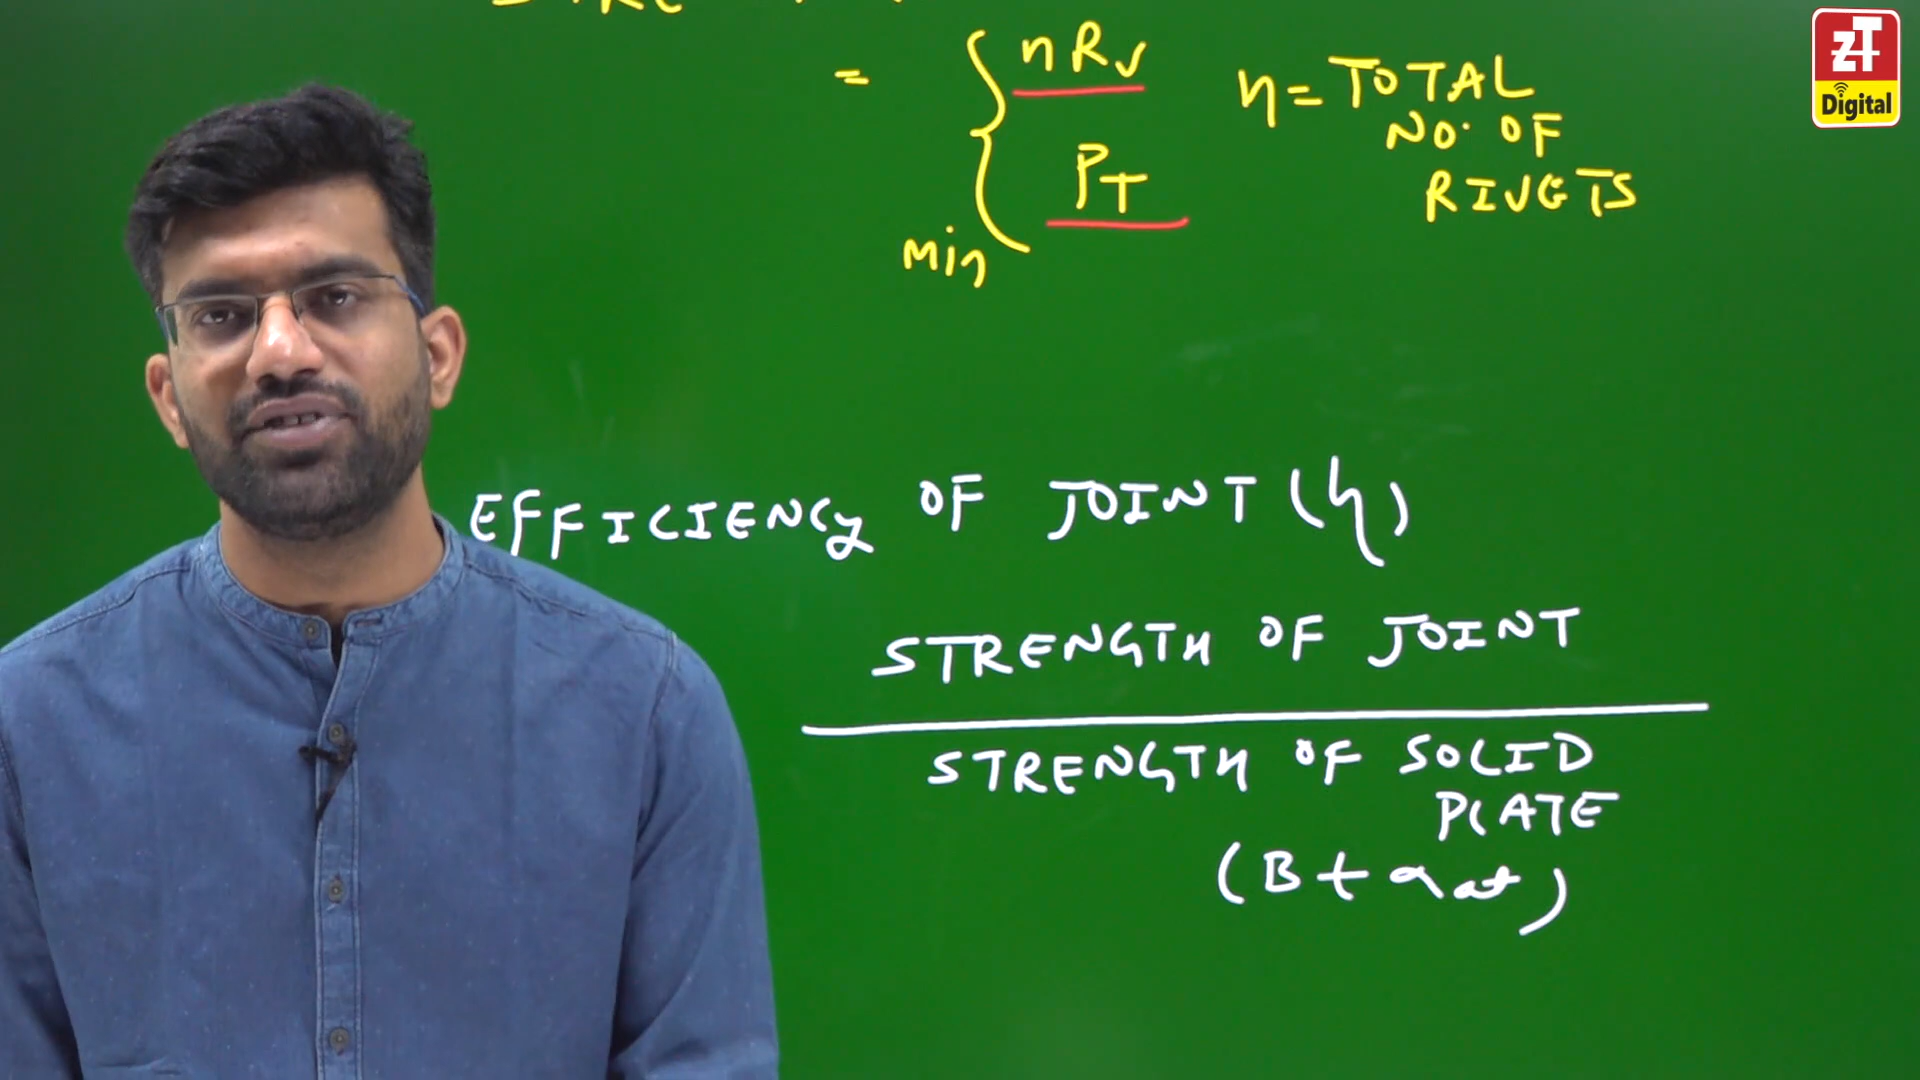 = nRv η = TOTAL
NO. OF
PT RIVETS
Min
EFFICIENCY OF JOINT (η)
STRENGTH OF JOINT
STRENGTH OF SOLID
PLATE
(B t σat)
ZT
Digital